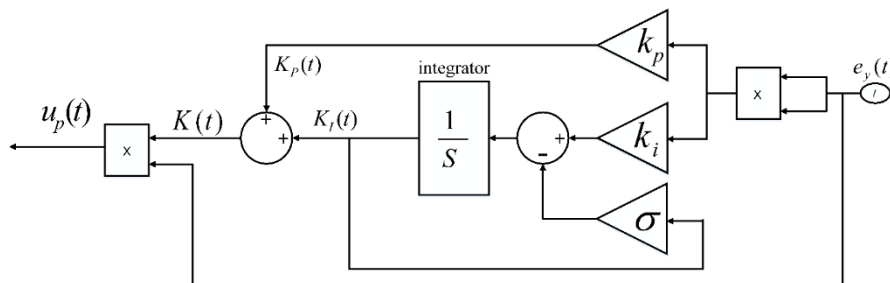 k_p
K_P(t)
integrator
e_y(t
u_p(t)
K(t)
+
+
K_I(t)
1
S
+
-
k_i
x
x
σ